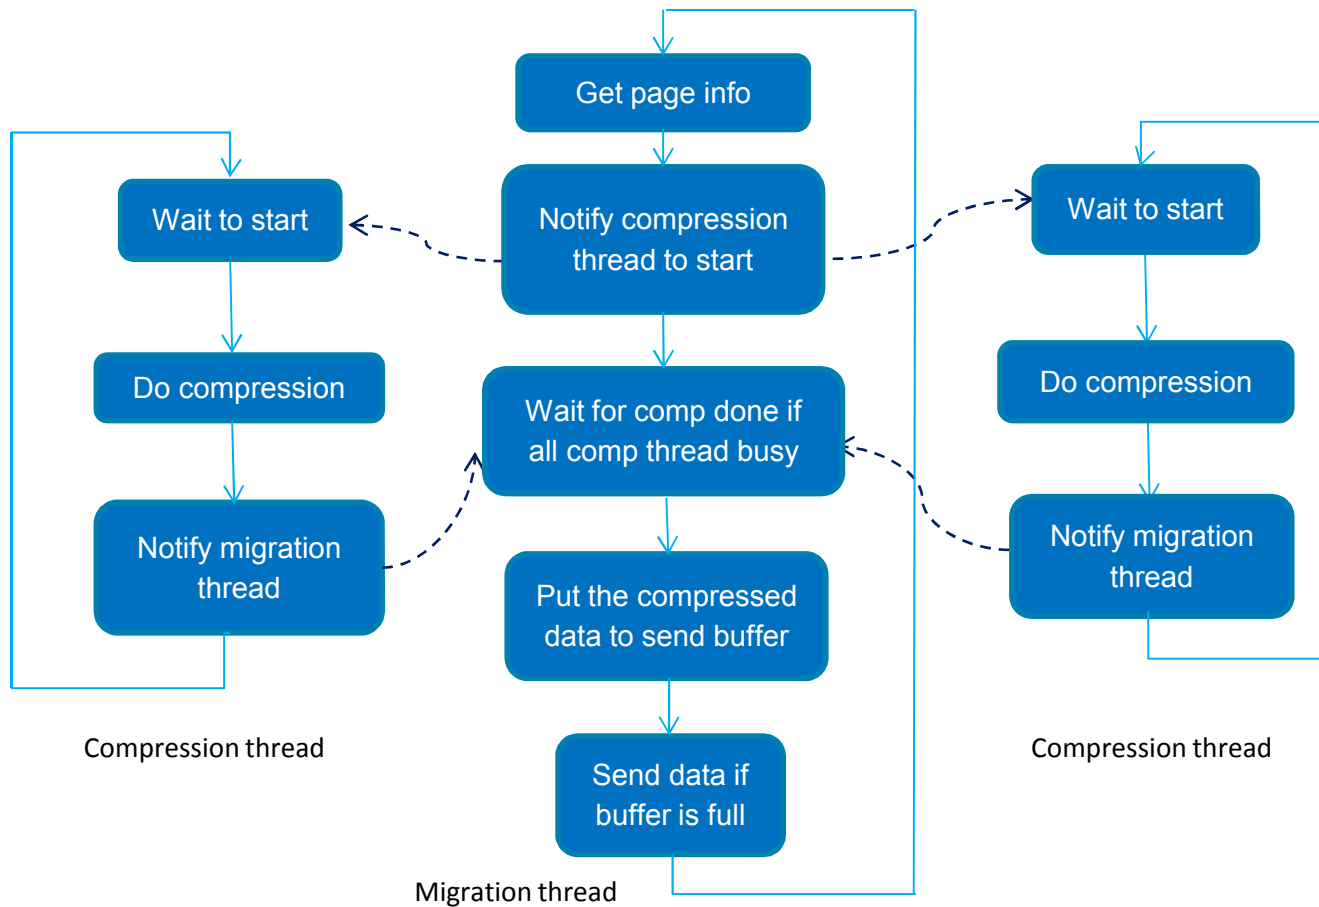 Get page info
Notify compression
thread to start
Wait for comp done if
all comp thread busy
Put the compressed
data to send buffer
Send data if
buffer is full
Migration thread
Wait to start
Do compression
Notify migration
thread
Compression thread
Wait to start
Do compression
Notify migration
thread
Compression thread